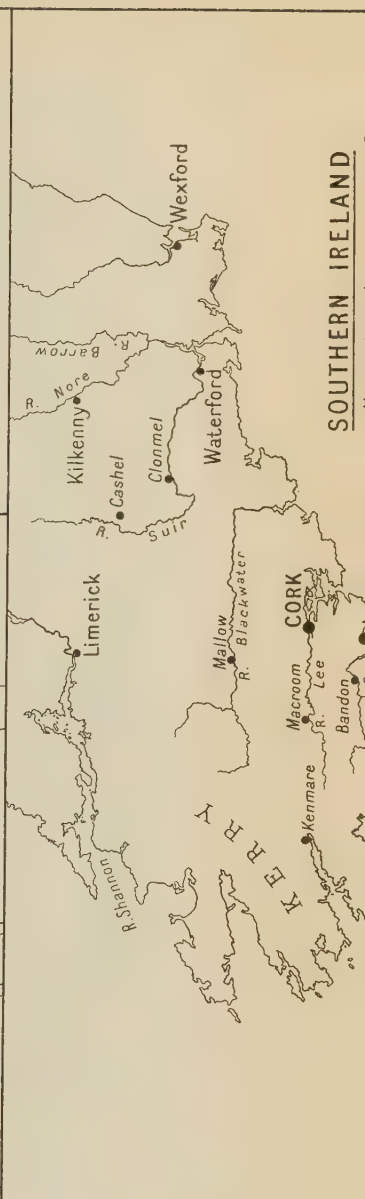 Limerick
Kilkenny
R. Nore
R. Barrow
Cashel
R. Suir
Clonmel
Waterford
Wexford
R. Shannon
KERRY
Mallow
R. Blackwater
Kenmare
Macroom
R. Lee
CORK
Bandon
SOUTHERN IRELAND